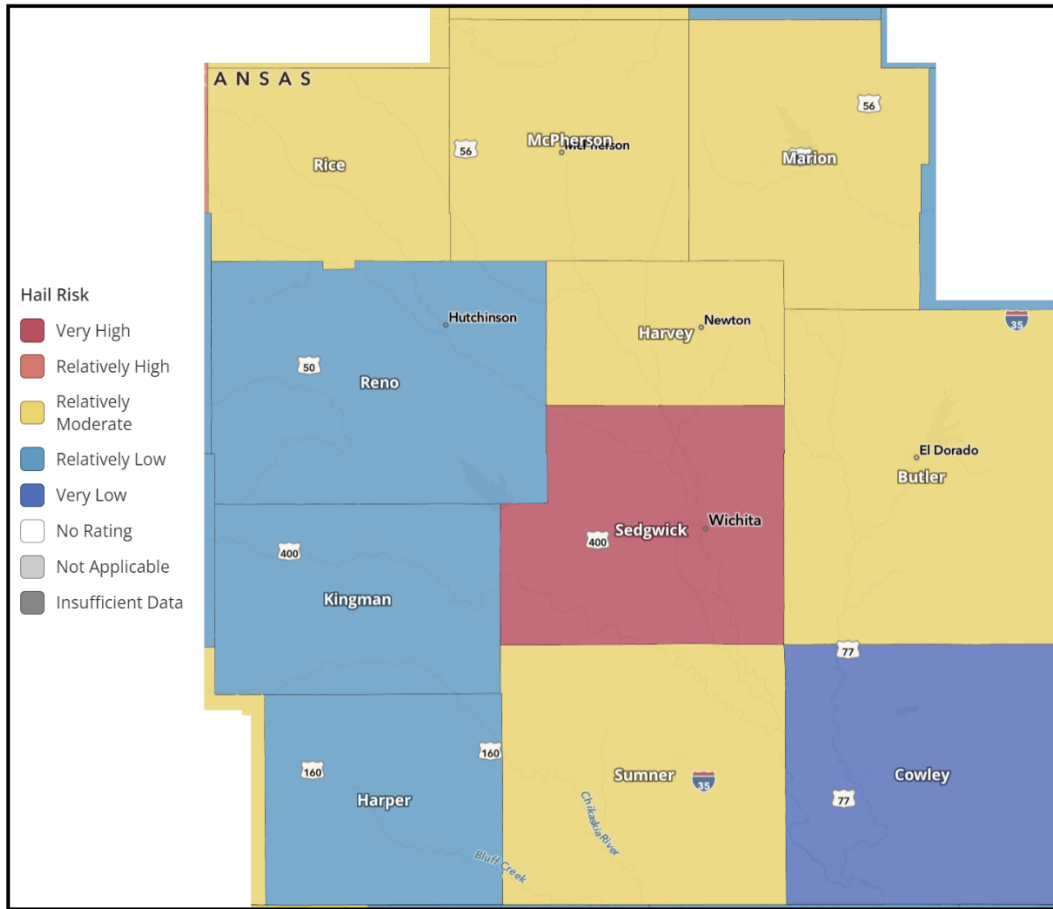 ANSAS
56
56
McPherson
McPherson
Rice
Marion
Hail Risk
Very High
Relatively High
Relatively
Moderate
Relatively Low
Very Low
No Rating
Not Applicable
Insufficient Data
Hutchinson
Newton
Harvey
35
50
Reno
El Dorado
Butler
Wichita
Sedgwick
400
400
Kingman
77
160
160
Sumner
35
Cowley
77
Harper
Chikaskia River
Bluff Creek